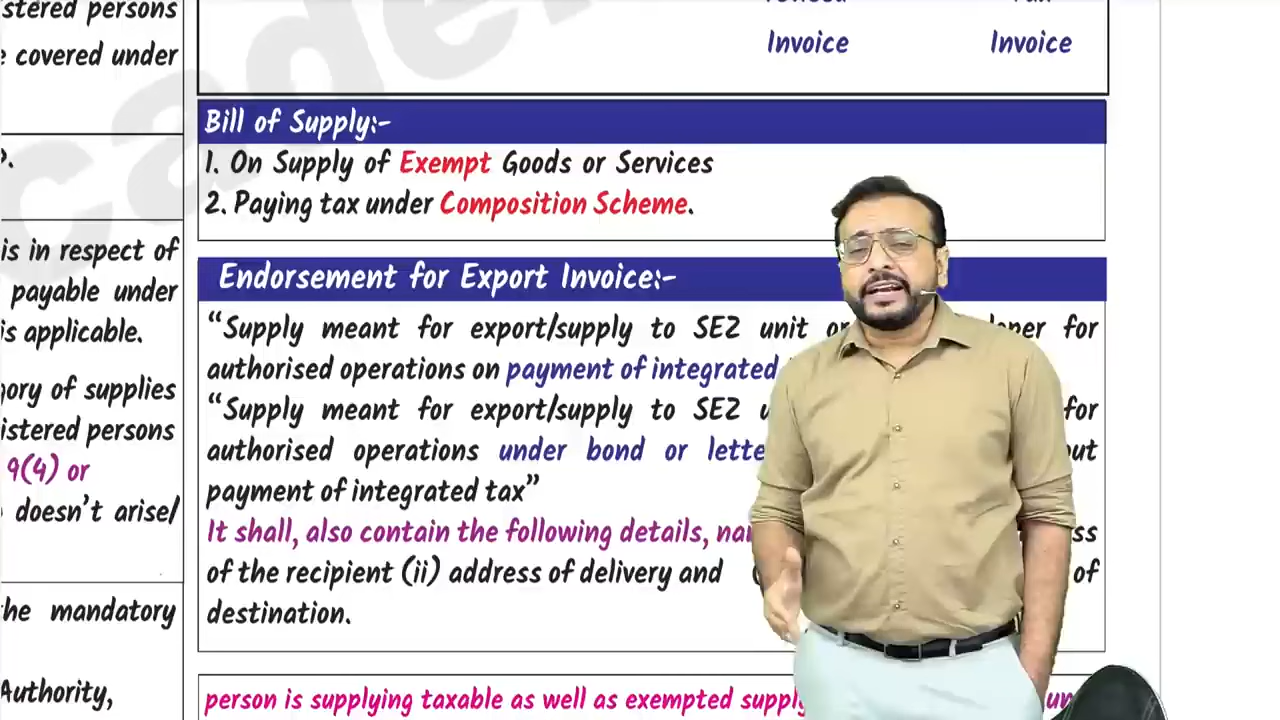 stered persons
covered under
is in respect of
payable under
is applicable.
ory of supplies
istered persons
9(4) or
doesn't arise/
he mandatory
Authority,
Invoice Invoice
Bill of Supply:-
1. On Supply of Exempt Goods or Services
2. Paying tax under Composition Scheme.
Endorsement for Export Invoice:-
“Supply meant for export/supply to SEZ unit or oper for
authorised operations on payment of integrated
“Supply meant for export/supply to SEZ for
authorised operations under bond or lette out
payment of integrated tax”
It shall, also contain the following details, na ss
of the recipient (ii) address of delivery and of
destination.
person is supplying taxable as well as exempted supply un